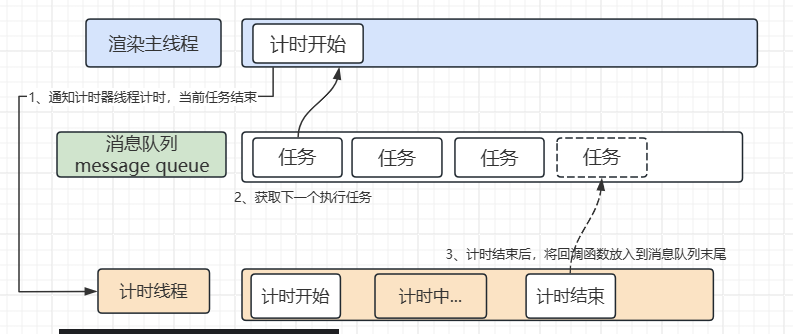 渲染主线程
计时开始
1、通知计时器线程计时，当前任务结束
消息队列
message queue
任务
任务
任务
任务
2、获取下一个执行任务
3、计时结束后，将回调函数放入到消息队列末尾
计时线程
计时开始
计时中...
计时结束